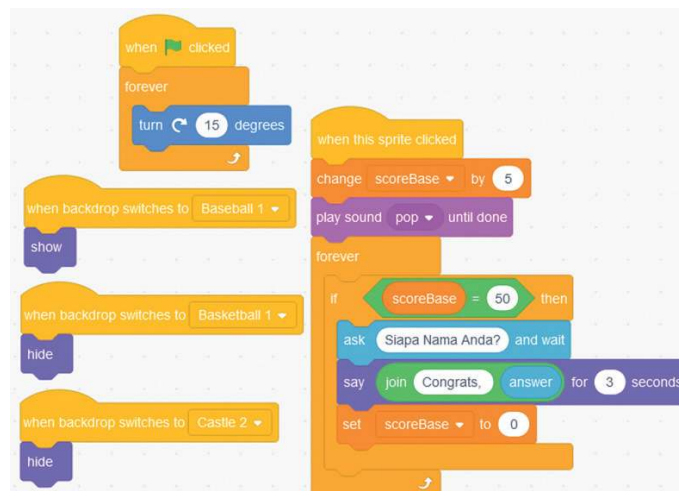 when clicked
forever
turn 15 degrees
when backdrop switches to Baseball 1
show
when backdrop switches to Basketball 1
hide
when backdrop switches to Castle 2
hide
when this sprite clicked
change scoreBase by 5
play sound pop until done
forever
if scoreBase = 50 then
ask Siapa Nama Anda? and wait
say join Congrats, answer for 3 seconds
set scoreBase to 0